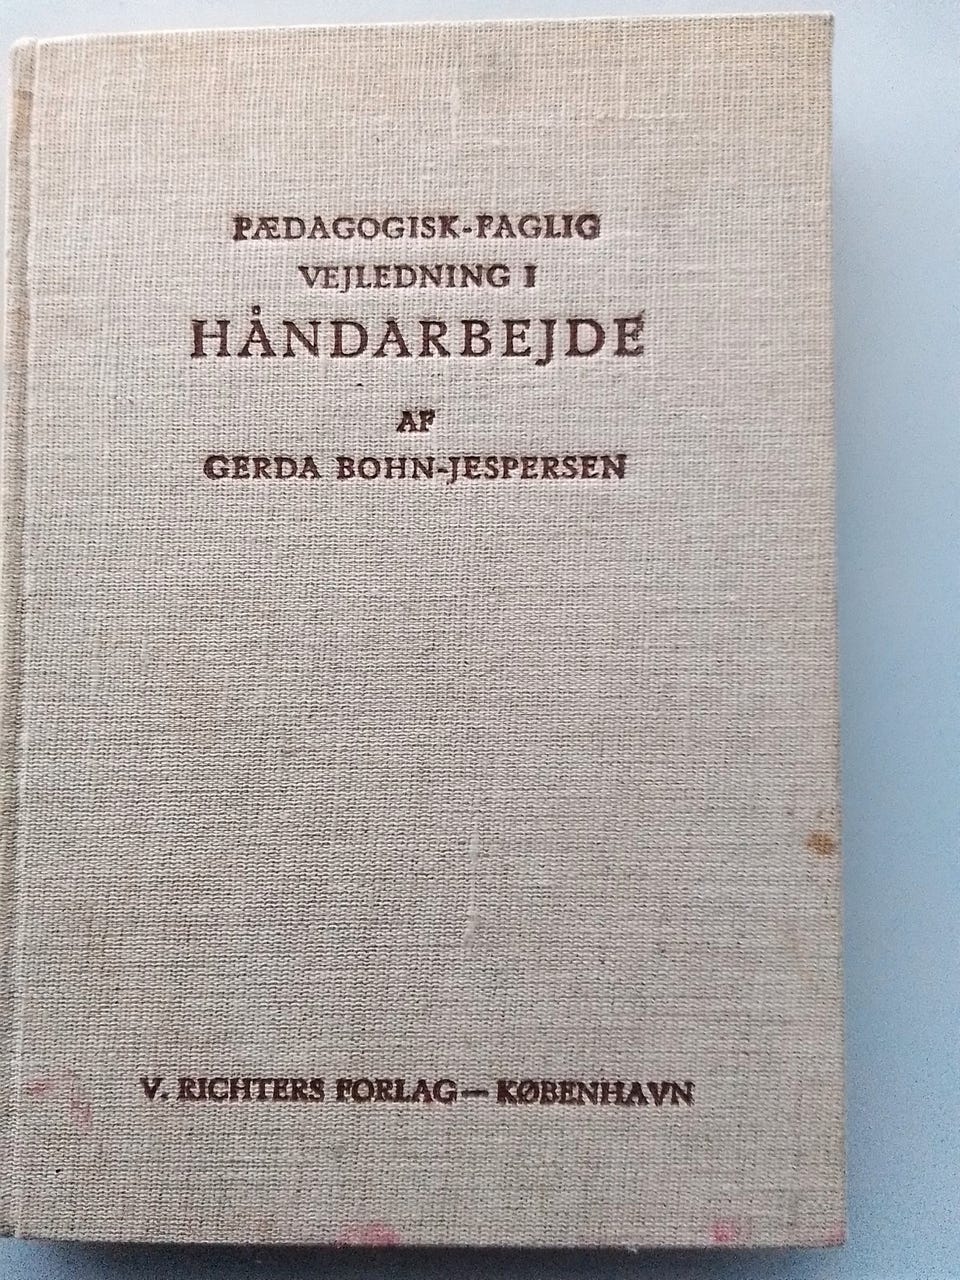 PÆDAGOGISK-FAGLIG
VEJLEDNING I
HÅNDARBEJDE
AF
GERDA BOHN-JESPERSEN
V. RICHTERS FORLAG — KØBENHAVN